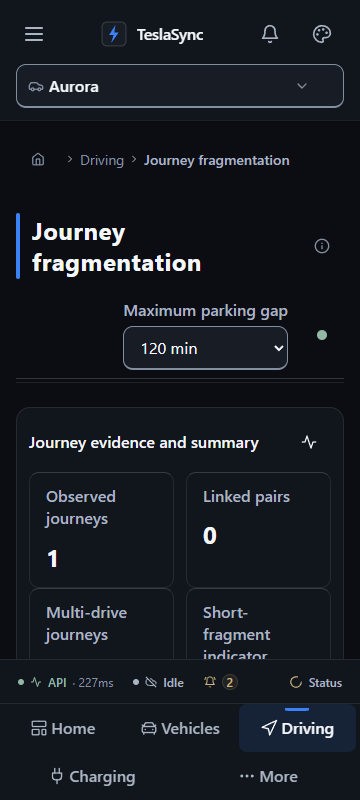 TeslaSync
Aurora
Driving > Journey fragmentation
Journey
fragmentation
Maximum parking gap
120 min
Journey evidence and summary
Observed
journeys
1
Linked pairs
0
Multi-drive
journeys
Short-
fragment
indicator
API · 227ms
Idle
2
Status
Home
Vehicles
Driving
Charging
More